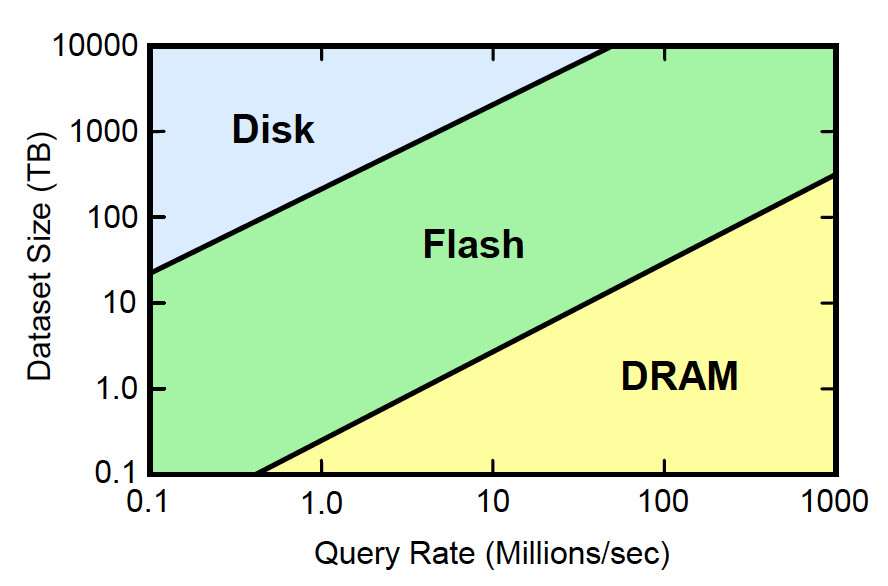 10000
1000
100
10
1.0
0.1
Dataset Size (TB)
Disk
Flash
DRAM
0.1 1.0 10 100 1000
Query Rate (Millions/sec)